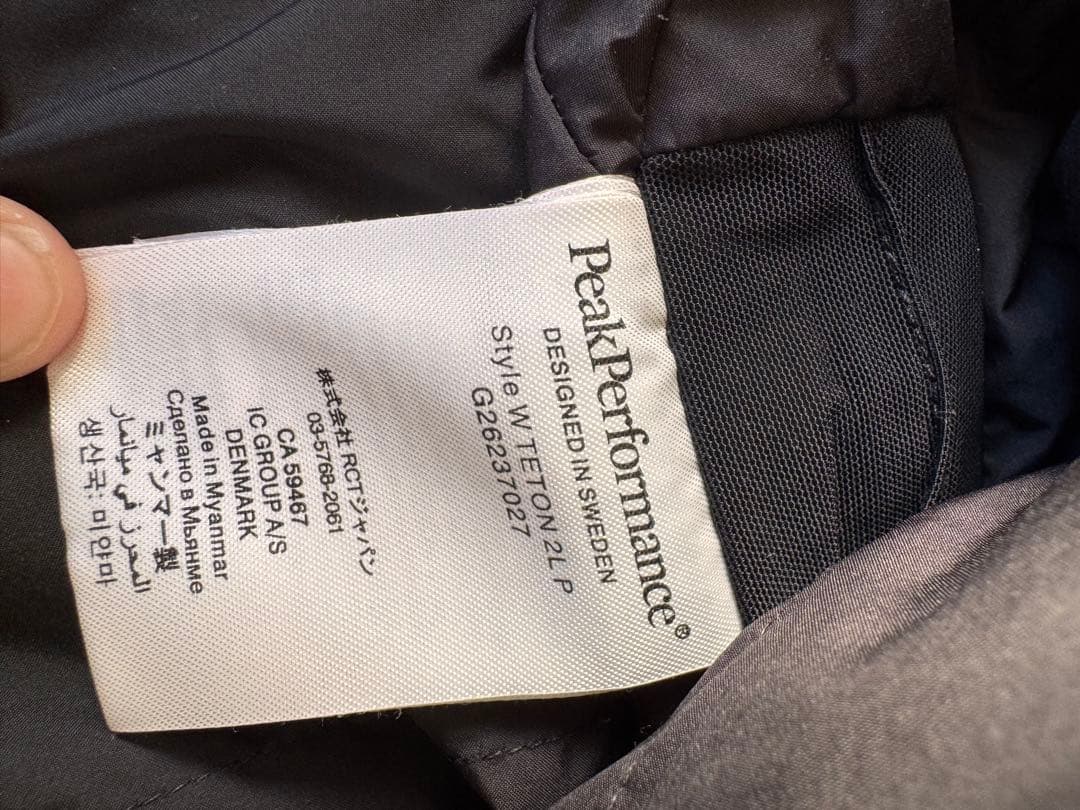 PeakPerformance®
DESIGNED IN SWEDEN
Style W TETON 2L P
G26237027
株式会社 RCTジャパン
03-5768-2061
CA 59467
IC GROUP A/S
DENMARK
Made in Myanmar
Сделано в Мьянме
ミャンマー製
المحرز في ميانمار
생산국: 미얀마